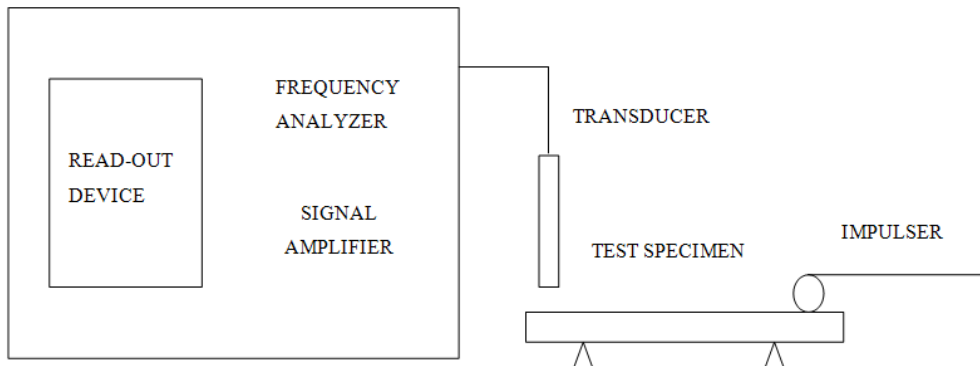 FREQUENCY
ANALYZER
READ-OUT
DEVICE
SIGNAL
AMPLIFIER
TRANSDUCER
TEST SPECIMEN
IMPULSER